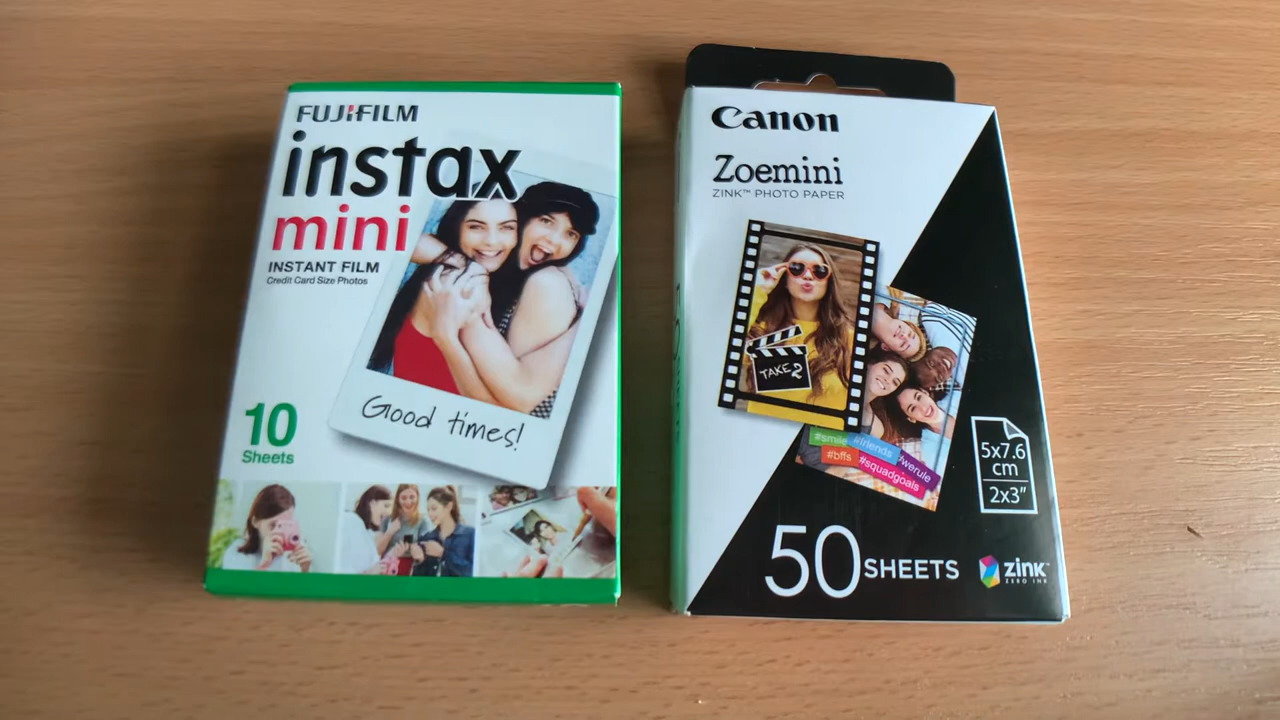 FUJIFILM
instax
mini
INSTANT FILM
Credit Card Size Photos
Good times!
10
Sheets
Canon
Zoemini
ZINK™ PHOTO PAPER
TAKE 2
#smile #friends
#bffs #squadgoals #werule
5x7.6
cm
2x3"
50 SHEETS
zink™
ZERO INK